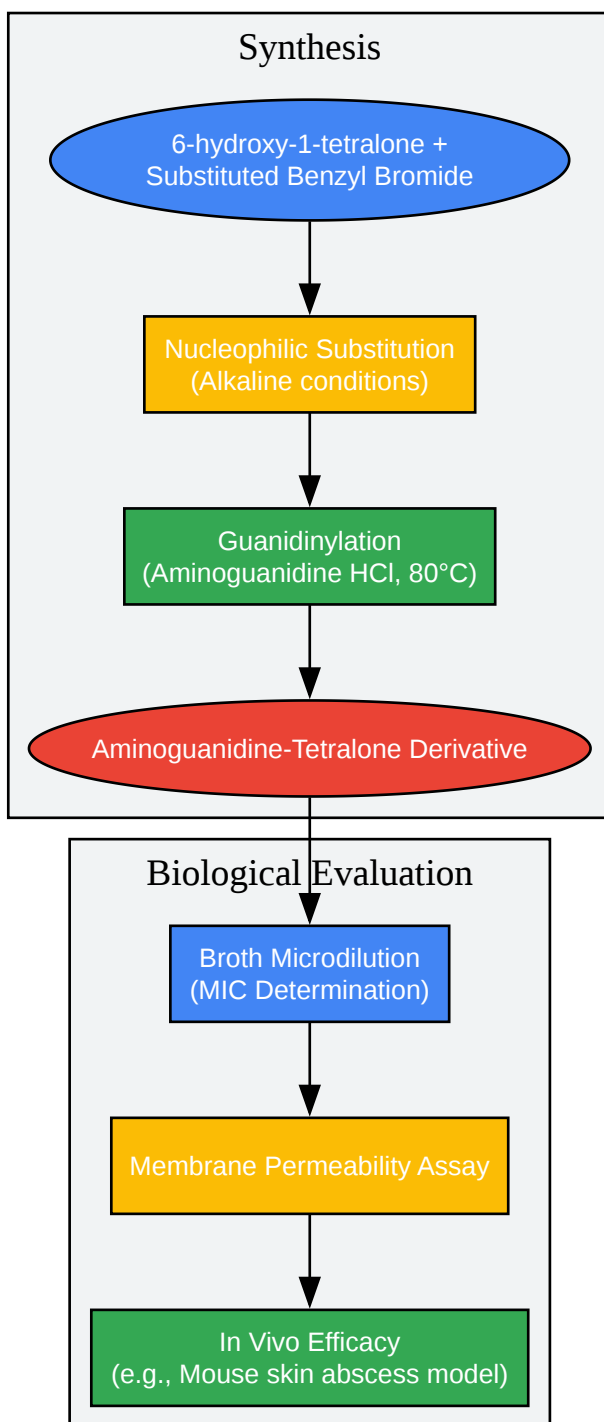 Synthesis
6-hydroxy-1-tetralone +
Substituted Benzyl Bromide
Nucleophilic Substitution
(Alkaline conditions)
Guanidinylation
(Aminoguanidine HCl, 80°C)
Aminoguanidine-Tetralone Derivative
Biological Evaluation
Broth Microdilution
(MIC Determination)
Membrane Permeability Assay
In Vivo Efficacy
(e.g., Mouse skin abscess model)